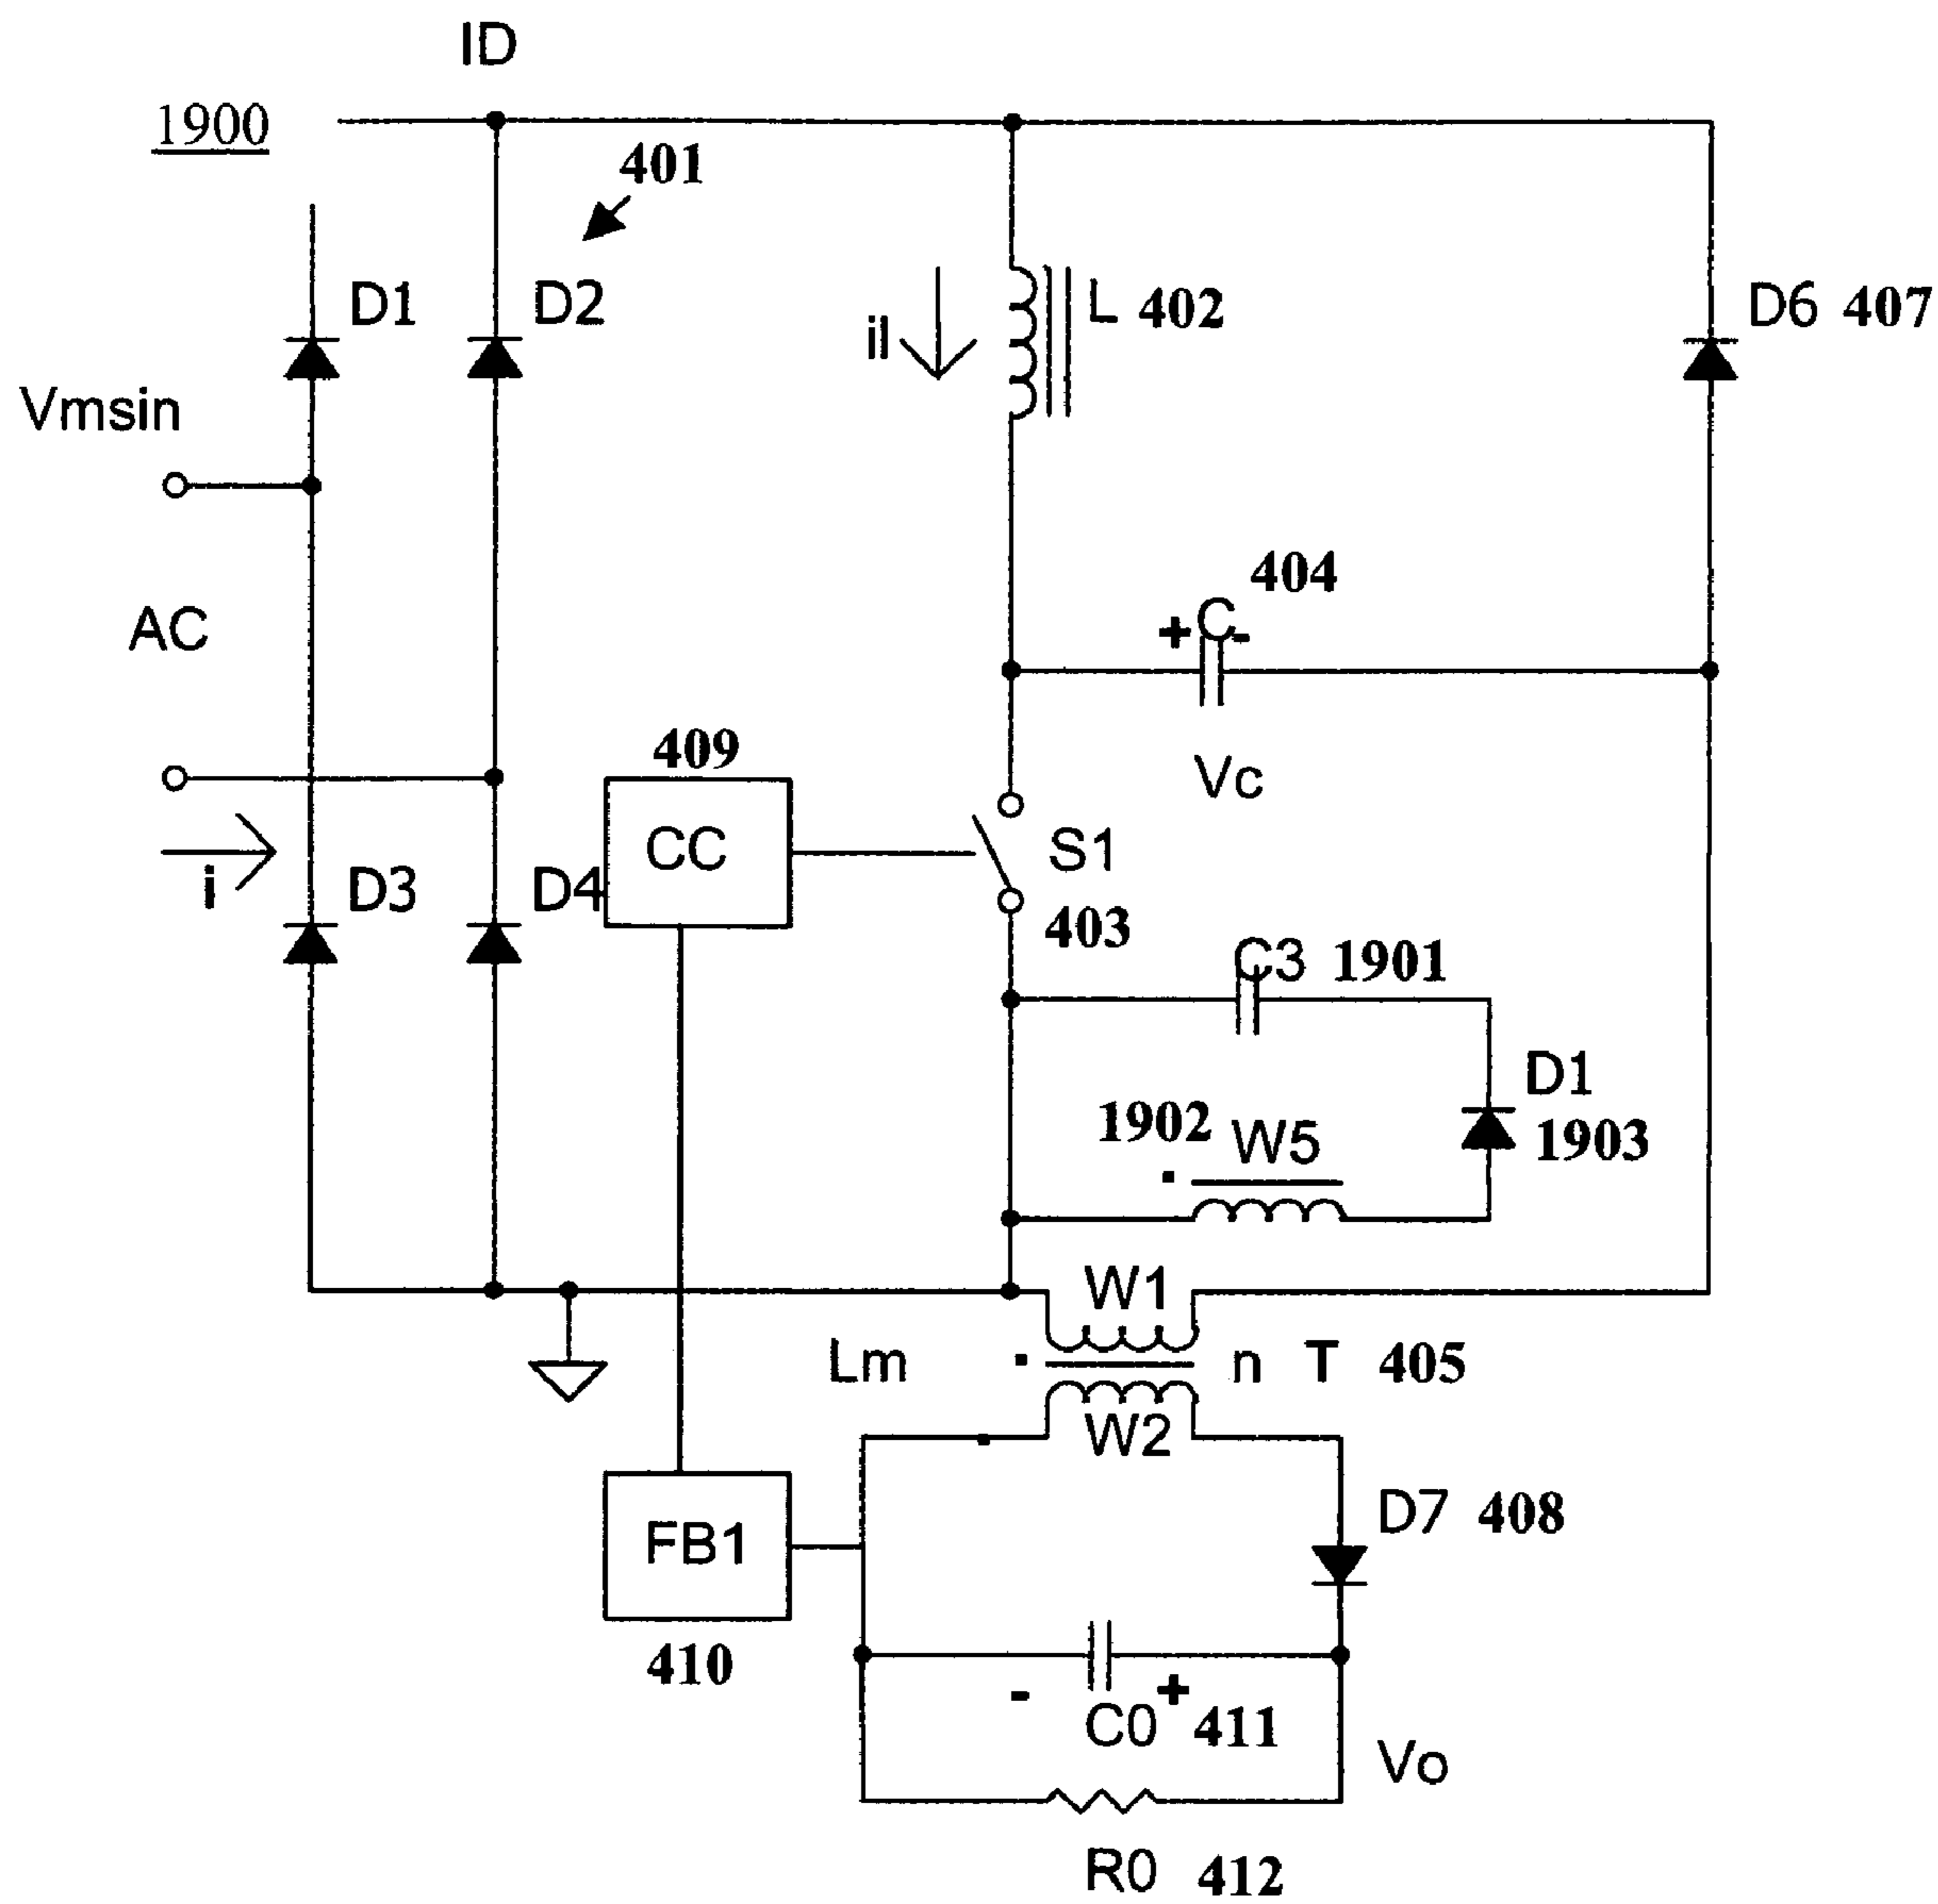 ID
1900
401
D1
D2
L 402
il
D6 407
Vmsin
404
+ C -
AC
409
Vc
CC
S1
i
D3
D4
403
C3 1901
D1
1902
W5
1903
W1
Lm
n T 405
W2
FB1
D7 408
410
- +
C0 411
Vo
R0 412